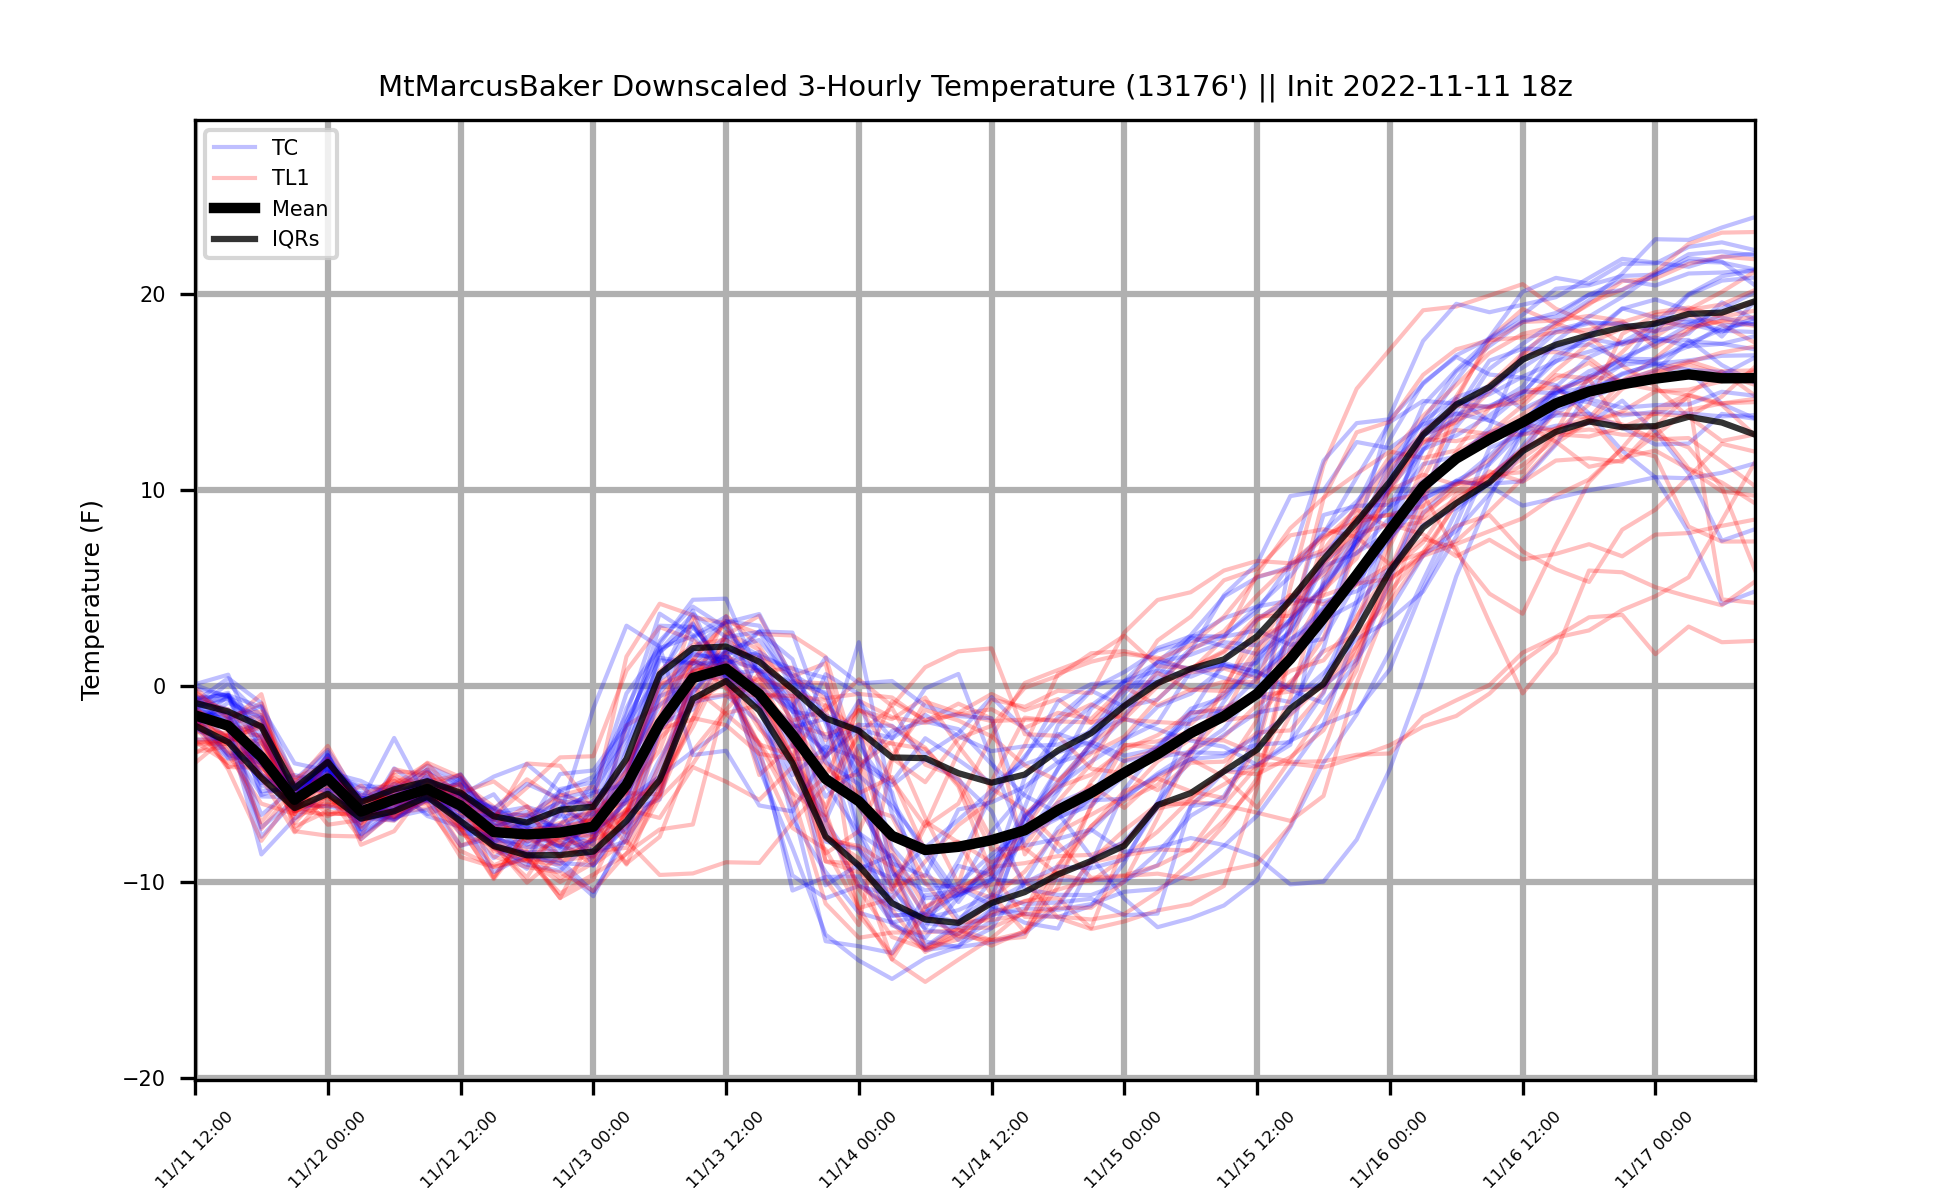 MtMarcusBaker Downscaled 3-Hourly Temperature (13176') || Init 2022-11-11 18z
TC
TL1
Mean
IQRs
Temperature (F)
20
10
0
−10
−20
11/11 12:00
11/12 00:00
11/12 12:00
11/13 00:00
11/13 12:00
11/14 00:00
11/14 12:00
11/15 00:00
11/15 12:00
11/16 00:00
11/16 12:00
11/17 00:00